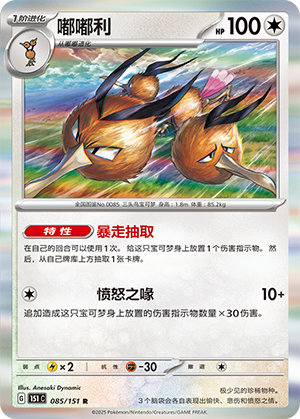 1阶进化
嘟嘟利
HP 100
从嘟嘟进化
全国图鉴No.0085 三头鸟宝可梦 身高:1.8m 体重:85.2kg
特性 暴走抽取
在自己的回合可以使用1次。给这只宝可梦身上放置1个伤害指示物。然后,从自己牌库上方抽取1张卡牌。
愤怒之喙 10+
追加造成这只宝可梦身上放置的伤害指示物数量×30伤害。
弱点 ×2 抗性 -30 撤退
Illus. Anesaki Dynamic
G 151 C 085/151 R
极少见的珍稀物种。
3个脑袋会各自表现出愉快、悲伤和愤怒之情。
©2025 Pokémon/Nintendo/Creatures/GAME FREAK.